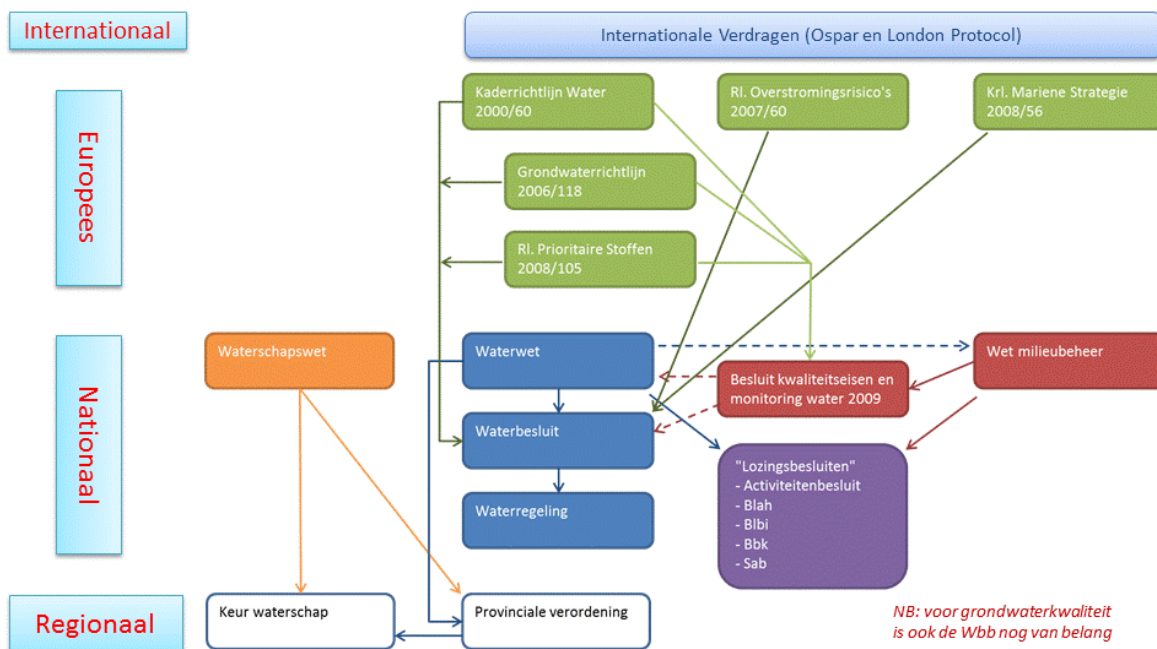 Internationaal
Internationale Verdragen (Ospar en London Protocol)
Europees
Kaderrichtlijn Water
2000/60
Rl. Overstromingsrisico's
2007/60
Krl. Mariene Strategie
2008/56
Grondwaterrichtlijn
2006/118
Rl. Prioritaire Stoffen
2008/105
Nationaal
Waterschapswet
Waterwet
Wet milieubeheer
Besluit kwaliteitseisen en
monitoring water 2009
Waterbesluit
"Lozingsbesluiten"
- Activiteitenbesluit
- Blah
- Blbi
- Bbk
- Sab
Waterregeling
Regionaal
Keur waterschap
Provinciale verordening
NB: voor grondwaterkwaliteit
is ook de Wbb nog van belang